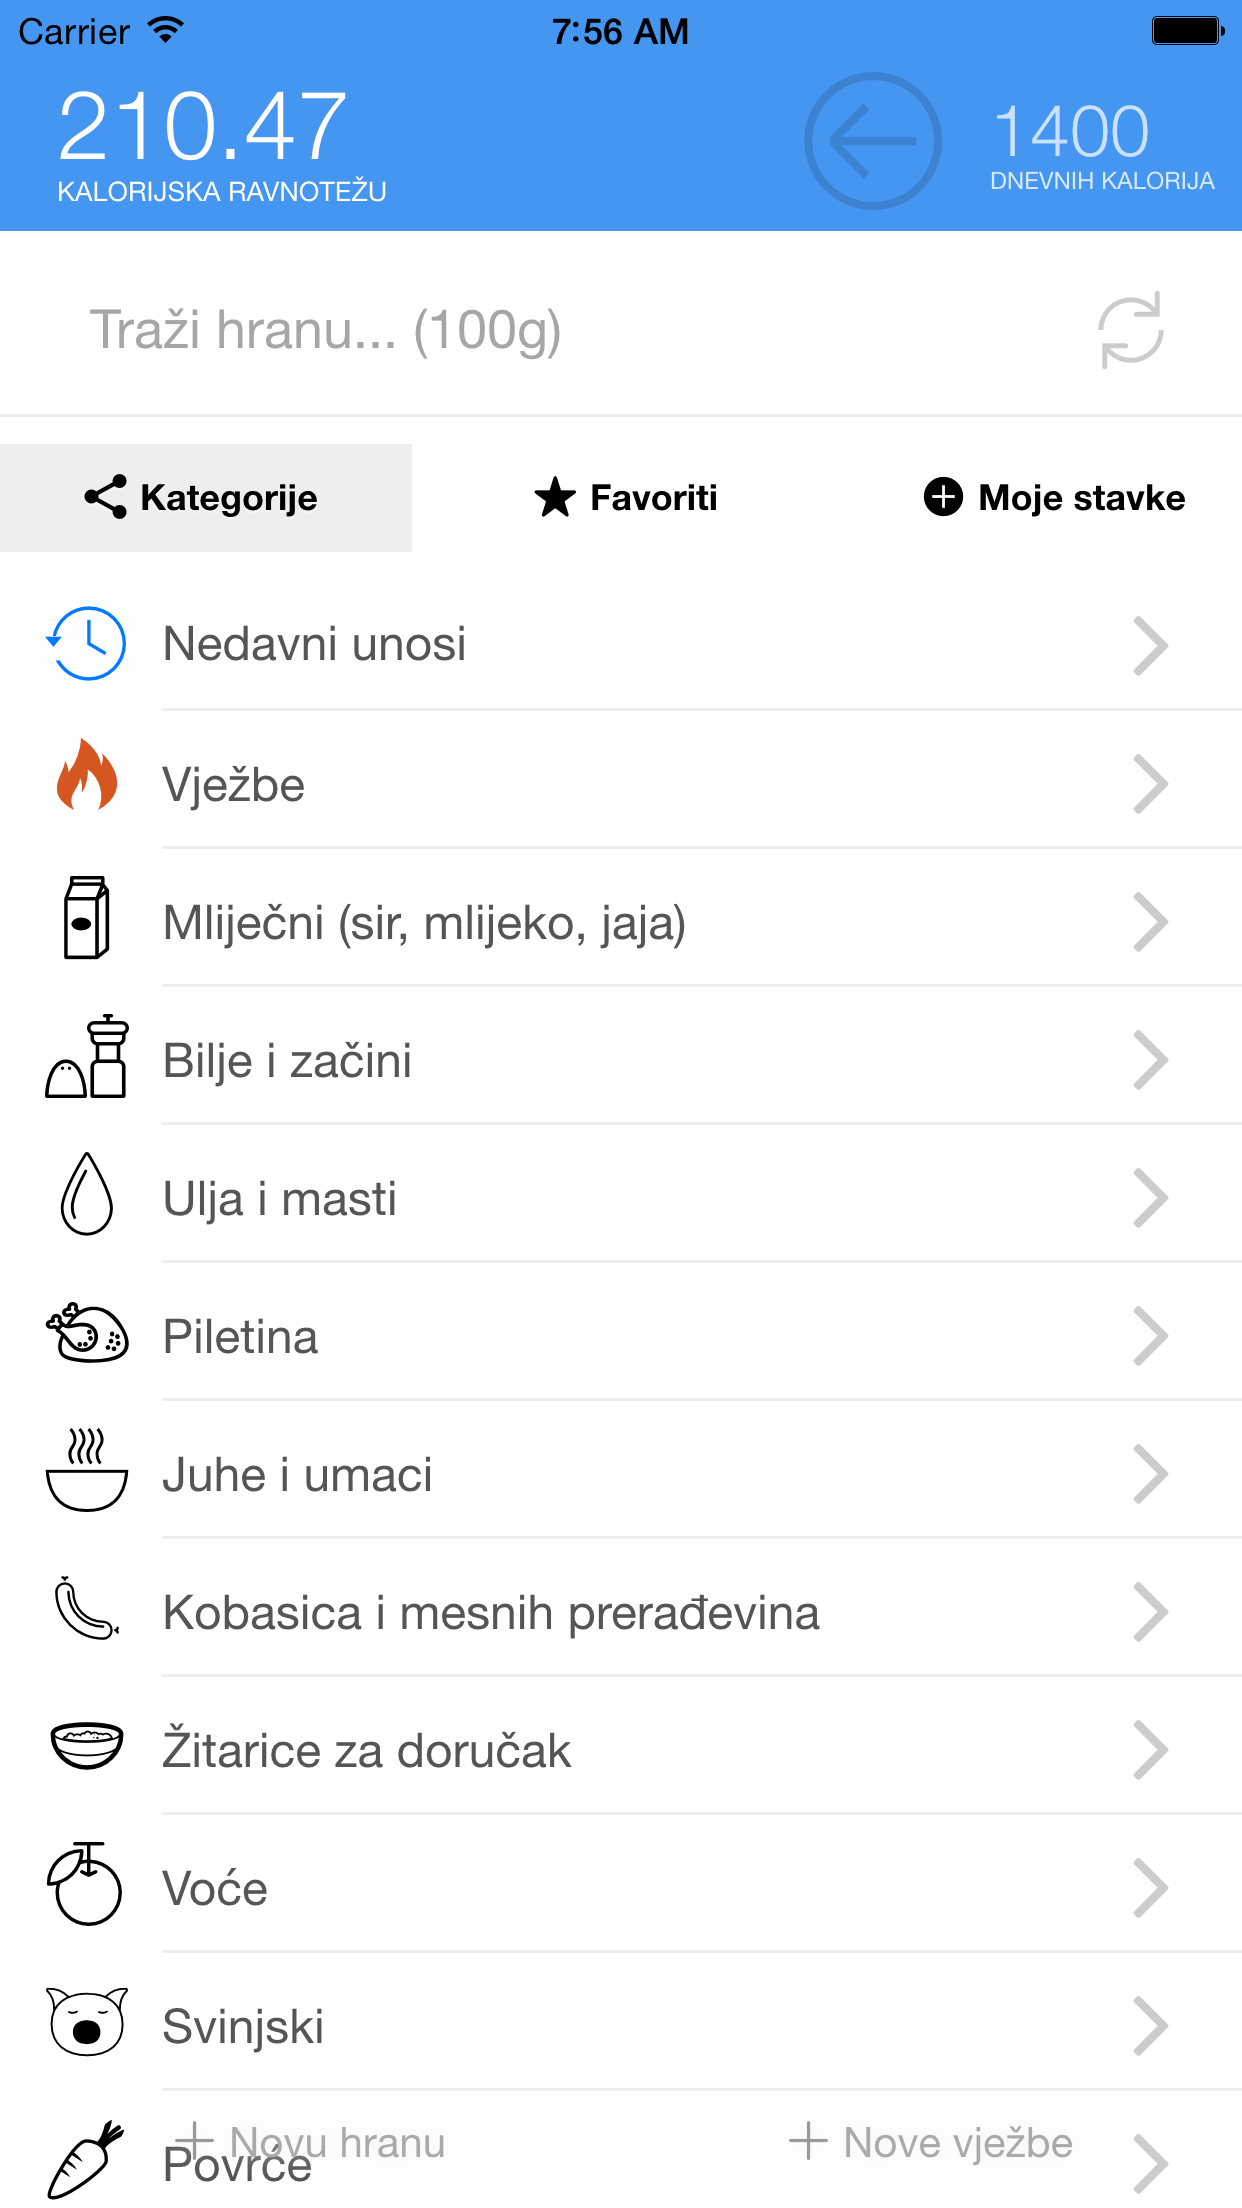 Carrier 7:56 AM
210.47
KALORIJSKA RAVNOTEŽU
1400
DNEVNIH KALORIJA
Traži hranu... (100g)
Kategorije
Favoriti
Moje stavke
Nedavni unosi
Vježbe
Mliječni (sir, mlijeko, jaja)
Bilje i začini
Ulja i masti
Piletina
Juhe i umaci
Kobasica i mesnih prerađevina
Žitarice za doručak
Voće
Svinjski
Novu hranu
Nove vježbe
Povrće